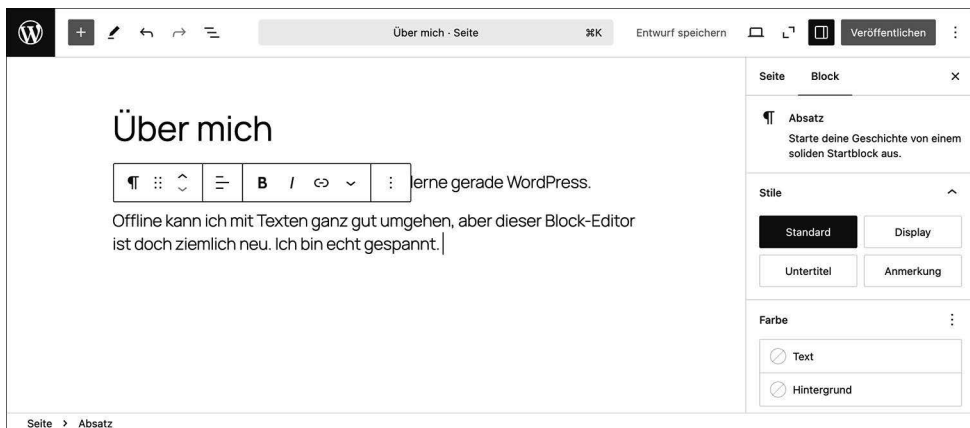 Über mich · Seite ⌘K Entwurf speichern Veröffentlichen
Seite Block
Über mich
Absatz
Starte deine Geschichte von einem
soliden Startblock aus.
B I lerne gerade WordPress.
Offline kann ich mit Texten ganz gut umgehen, aber dieser Block-Editor
ist doch ziemlich neu. Ich bin echt gespannt.
Stile
Standard Display
Untertitel Anmerkung
Farbe
Text
Hintergrund
Seite > Absatz